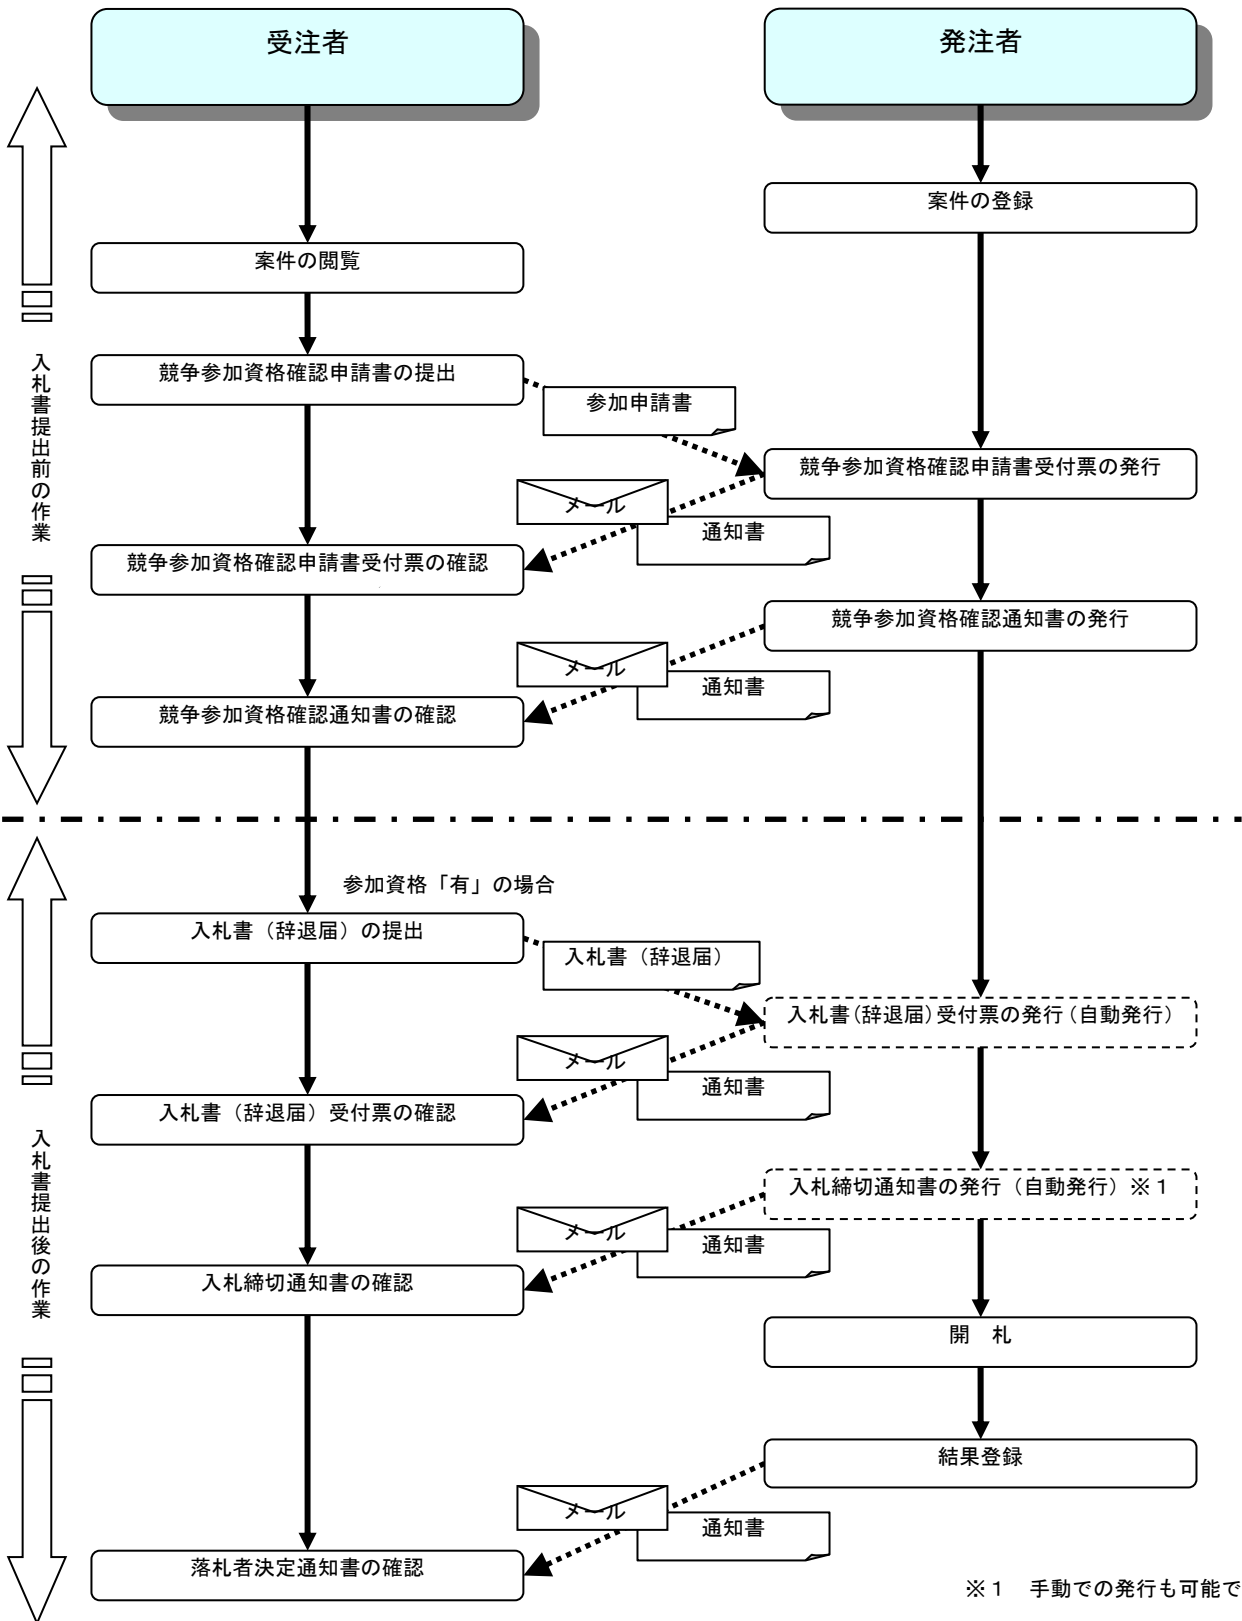 受注者
発注者
案件の登録
案件の閲覧
入札書提出前の作業
競争参加資格確認申請書の提出
参加申請書
競争参加資格確認申請書受付票の発行
メール
通知書
競争参加資格確認申請書受付票の確認
競争参加資格確認通知書の発行
メール
通知書
競争参加資格確認通知書の確認
参加資格「有」の場合
入札書（辞退届）の提出
入札書（辞退届）
入札書(辞退届)受付票の発行(自動発行)
メール
通知書
入札書（辞退届）受付票の確認
入札書提出後の作業
入札締切通知書の発行（自動発行）※１
メール
通知書
入札締切通知書の確認
開　札
結果登録
メール
通知書
落札者決定通知書の確認
※１　手動での発行も可能で